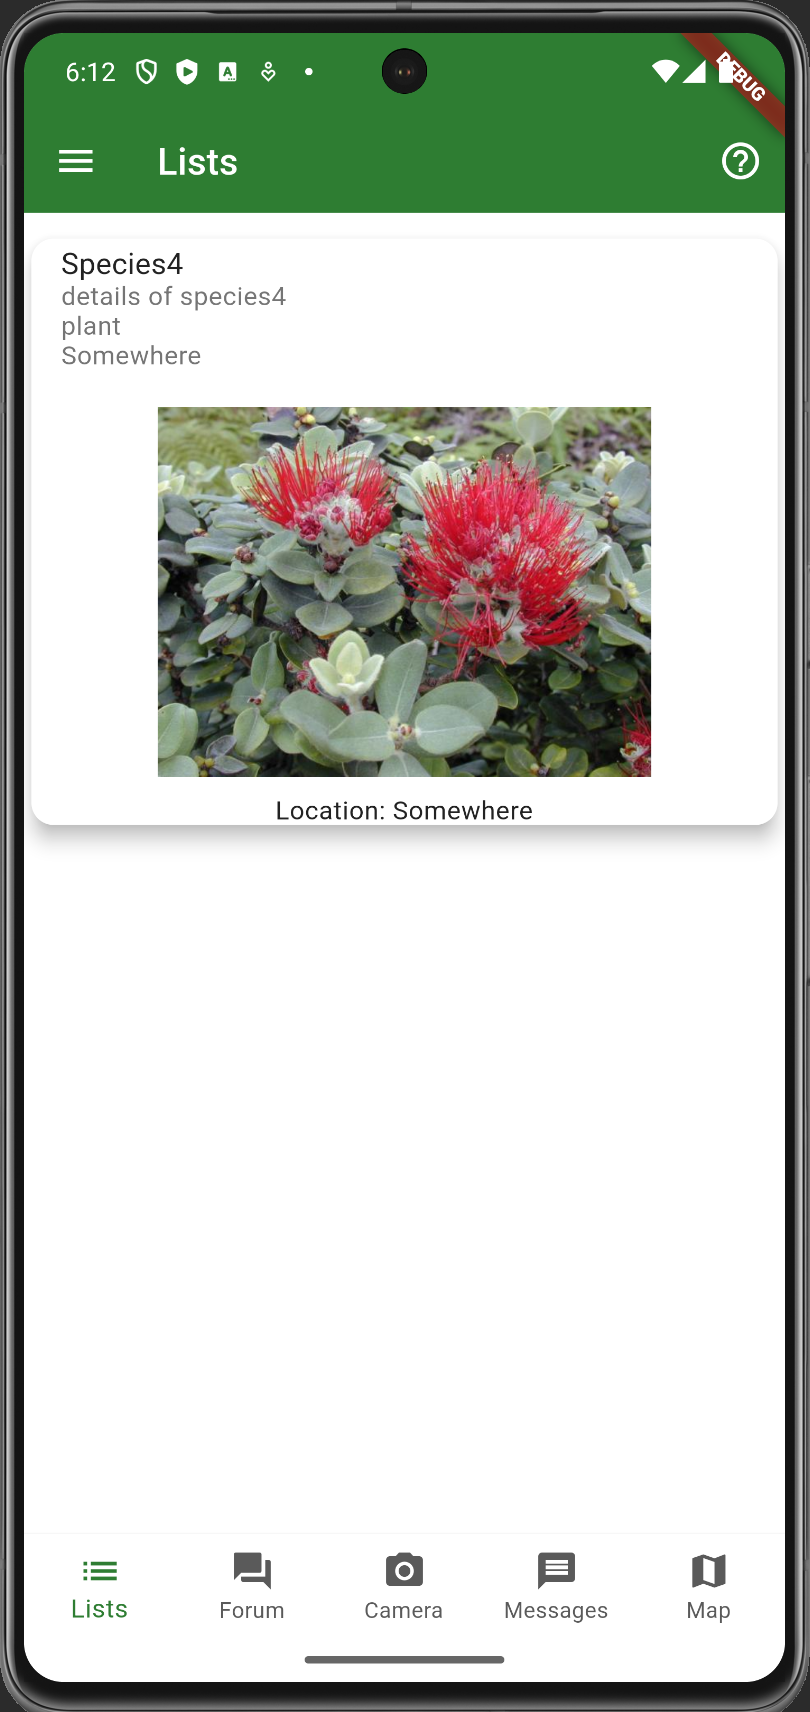 6:12
DEBUG
Lists
Species4
details of species4
plant
Somewhere
Location: Somewhere
Lists
Forum
Camera
Messages
Map